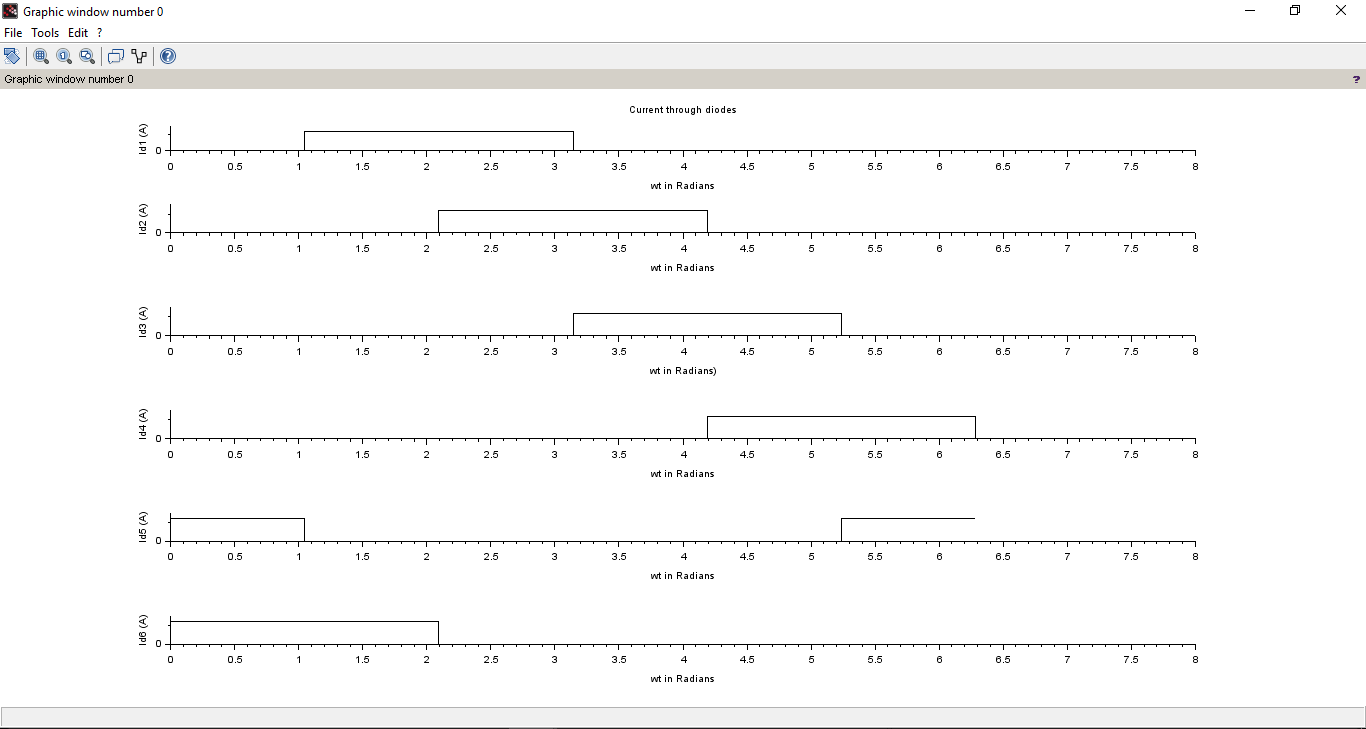 Graphic window number 0
File Tools Edit ?
Graphic window number 0 ?
Current through diodes
Id1 (A)
0
0 0.5 1 1.5 2 2.5 3 3.5 4 4.5 5 5.5 6 6.5 7 7.5 8
wt in Radians
Id2 (A)
0
0 0.5 1 1.5 2 2.5 3 3.5 4 4.5 5 5.5 6 6.5 7 7.5 8
wt in Radians
Id3 (A)
0
0 0.5 1 1.5 2 2.5 3 3.5 4 4.5 5 5.5 6 6.5 7 7.5 8
wt in Radians)
Id4 (A)
0
0 0.5 1 1.5 2 2.5 3 3.5 4 4.5 5 5.5 6 6.5 7 7.5 8
wt in Radians
Id5 (A)
0
0 0.5 1 1.5 2 2.5 3 3.5 4 4.5 5 5.5 6 6.5 7 7.5 8
wt in Radians
Id6 (A)
0
0 0.5 1 1.5 2 2.5 3 3.5 4 4.5 5 5.5 6 6.5 7 7.5 8
wt in Radians